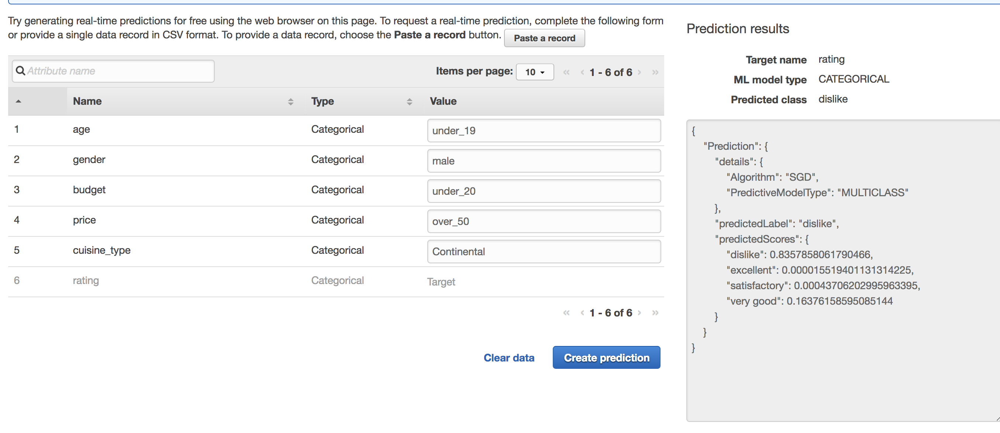 Try generating real-time predictions for free using the web browser on this page. To request a real-time prediction, complete the following form
or provide a single data record in CSV format. To provide a data record, choose the Paste a record button. Paste a record
Attribute name
Items per page: 10 « ‹ 1 - 6 of 6 › »
Name Type Value
1 age Categorical under_19
2 gender Categorical male
3 budget Categorical under_20
4 price Categorical over_50
5 cuisine_type Categorical Continental
6 rating Categorical Target
« ‹ 1 - 6 of 6 › »
Clear data Create prediction
Prediction results
Target name rating
ML model type CATEGORICAL
Predicted class dislike
{
"Prediction": {
"details": {
"Algorithm": "SGD",
"PredictiveModelType": "MULTICLASS"
},
"predictedLabel": "dislike",
"predictedScores": {
"dislike": 0.8357858061790466,
"excellent": 0.000015519401131314225,
"satisfactory": 0.00043706202995963395,
"very good": 0.16376158595085144
}
}
}